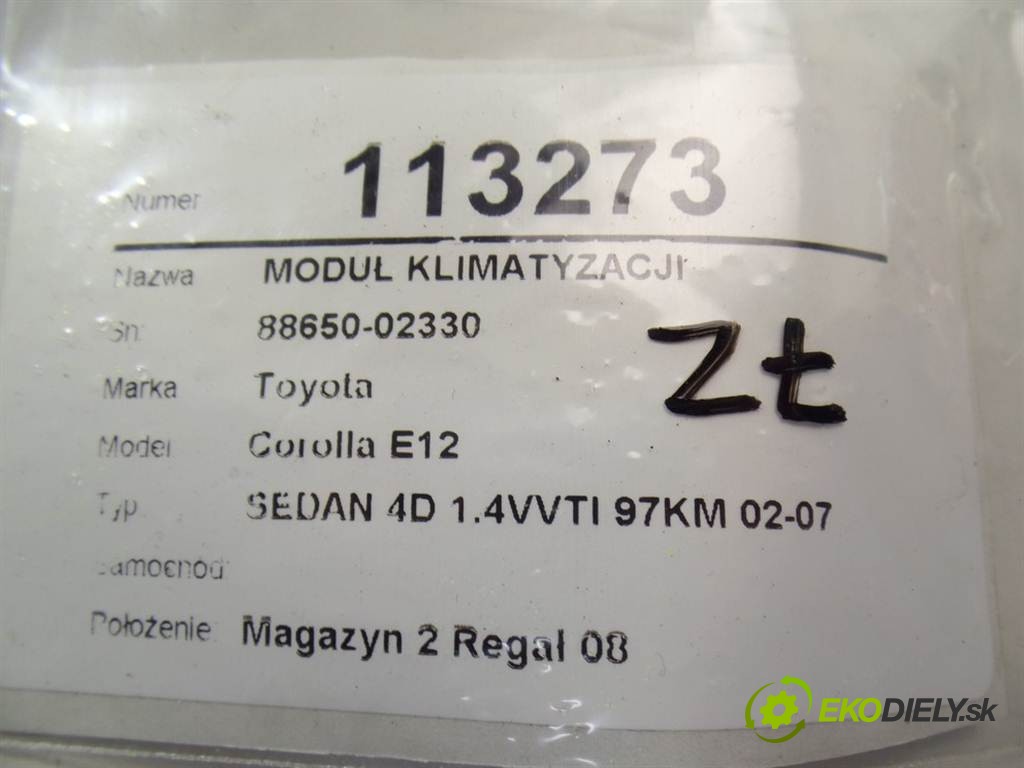 Numer 113273
Nazwa MODUŁ KLIMATYZACJI
Sn 88650-02330
Marka Toyota
Zt
Model Corolla E12
Typ SEDAN 4D 1.4VVTI 97KM 02-07
samochód
Położenie Magazyn 2 Regał 08
EKODIELY.sk